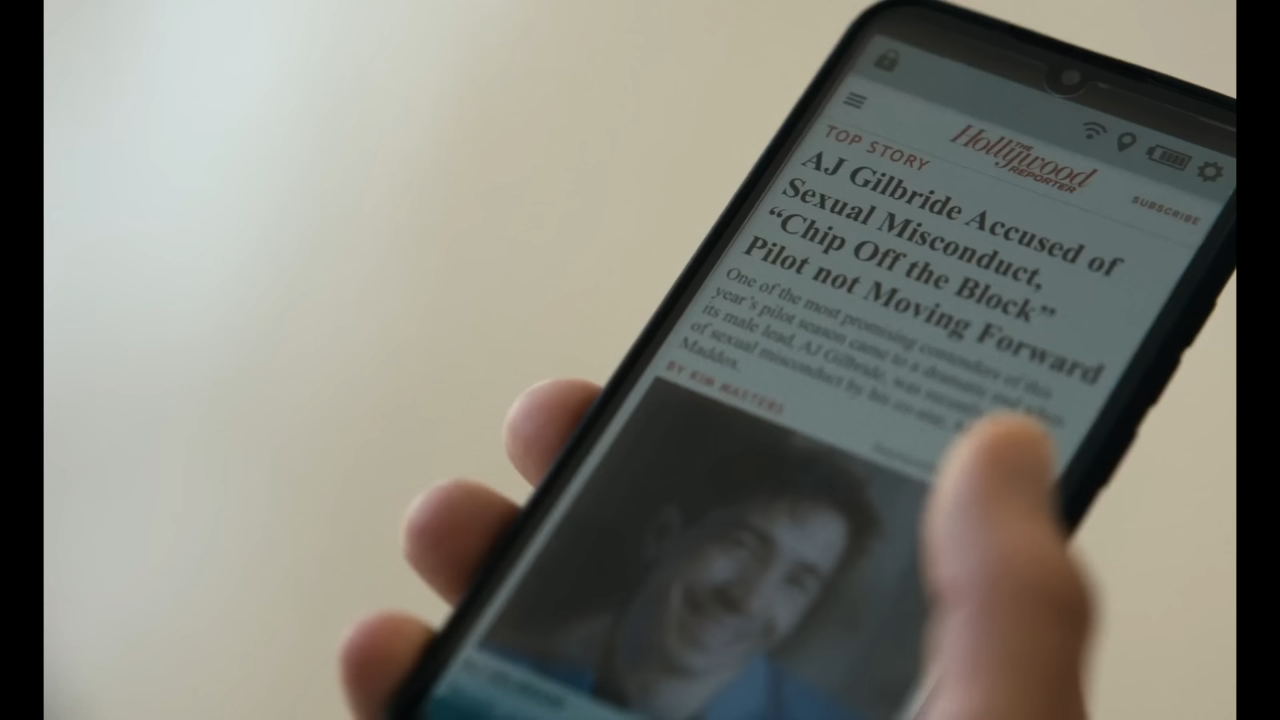 TOP STORY
THE
Hollywood
REPORTER
SUBSCRIBE
AJ Gilbride Accused of
Sexual Misconduct,
“Chip Off the Block”
Pilot not Moving Forward
One of the most promising contenders of this
year’s pilot season came to a dramatic end when
its male lead, AJ Gilbride, was
of sexual misconduct by his co-star,
Maddox.
BY KIM MASTERS